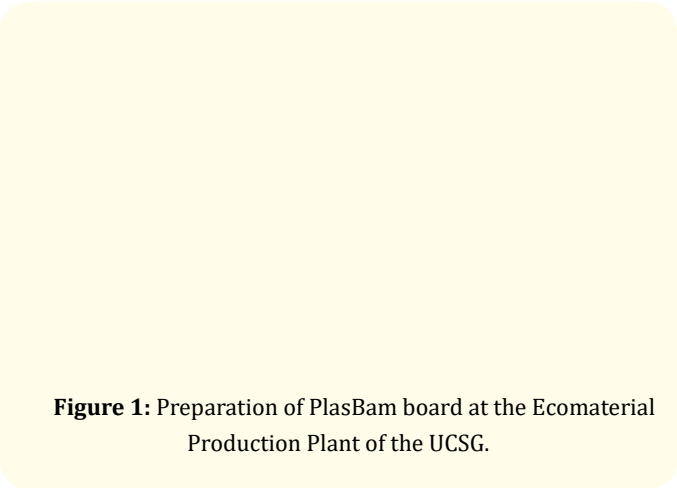 Figure 1: Preparation of PlasBam board at the Ecomaterial
Production Plant of the UCSG.